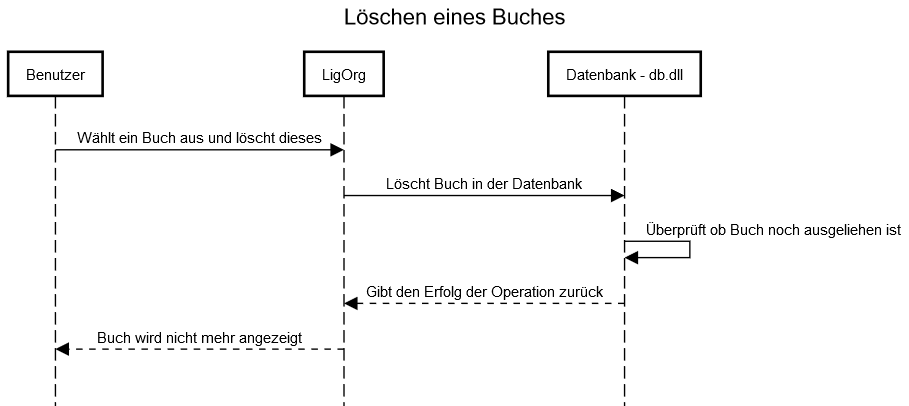 Löschen eines Buches
Benutzer
LigOrg
Datenbank - db.dll
Wählt ein Buch aus und löscht dieses
Löscht Buch in der Datenbank
Überprüft ob Buch noch ausgeliehen ist
Gibt den Erfolg der Operation zurück
Buch wird nicht mehr angezeigt